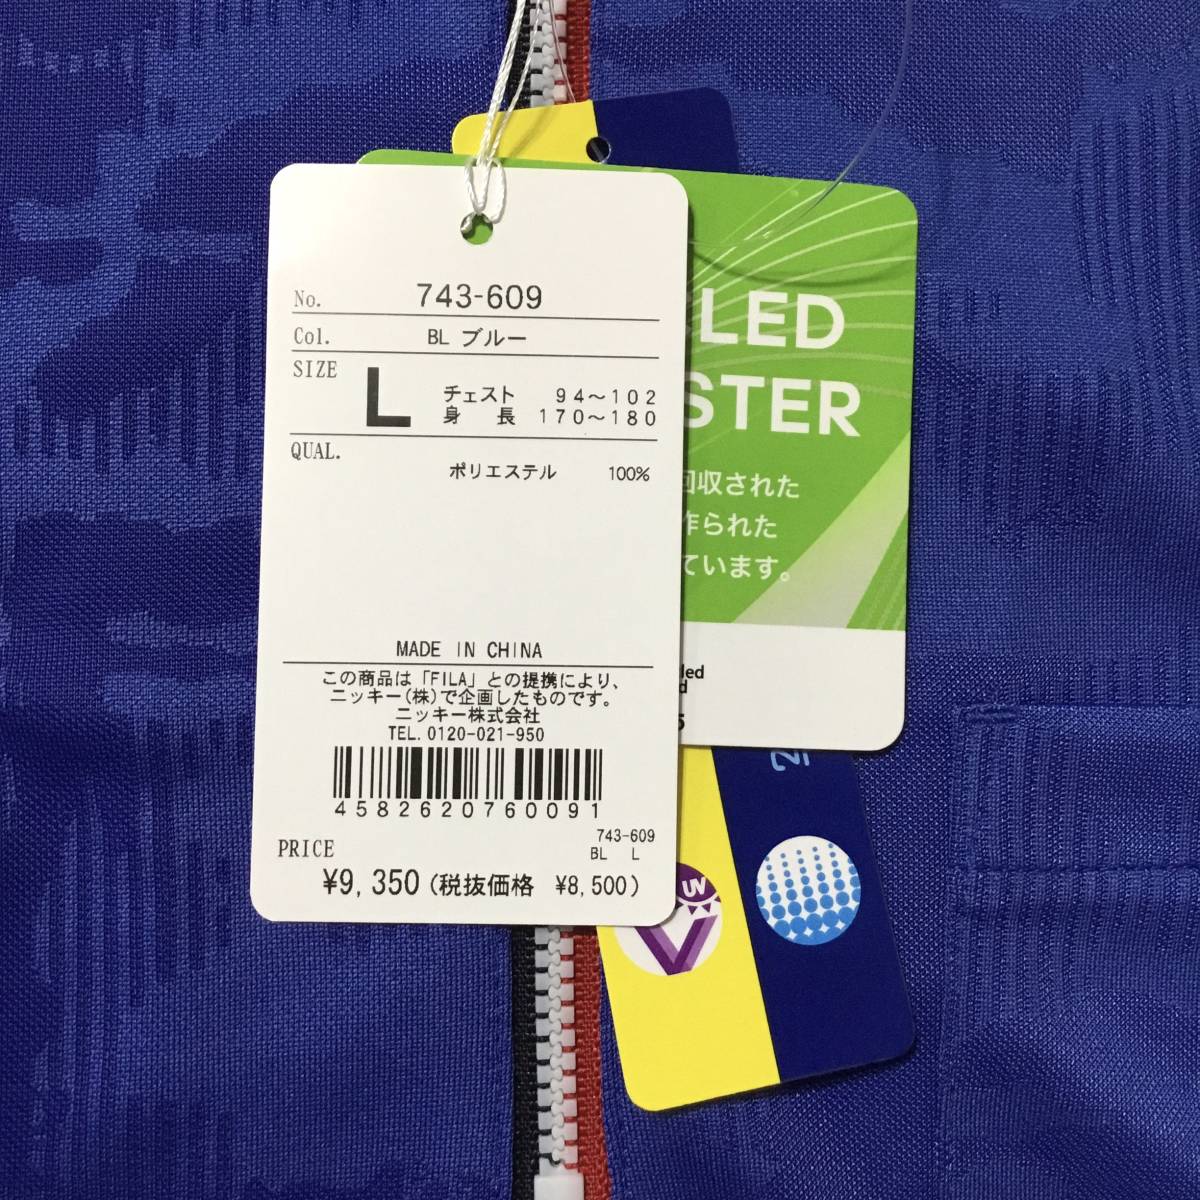 No. 743-609
Col. BL ブルー
SIZE L チェスト 94～102
身長 170～180
QUAL.
ポリエステル 100%
MADE IN CHINA
この商品は「FILA」との提携により、
ニッキー(株)で企画したものです。
ニッキー株式会社
TEL. 0120-021-950
4582620760091
743-609
BL L
PRICE
¥9,350 (税抜価格 ¥8,500)
LED
STER
回収された
作られた
ています。
led
d
5
2
UV